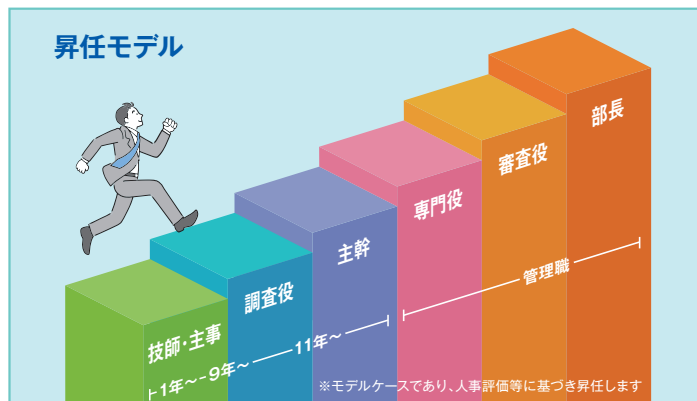 昇任モデル
技師・主事
調査役
主幹
専門役
審査役
部長
1年～
9年～
11年～
管理職
※モデルケースであり、人事評価等に基づき昇任します